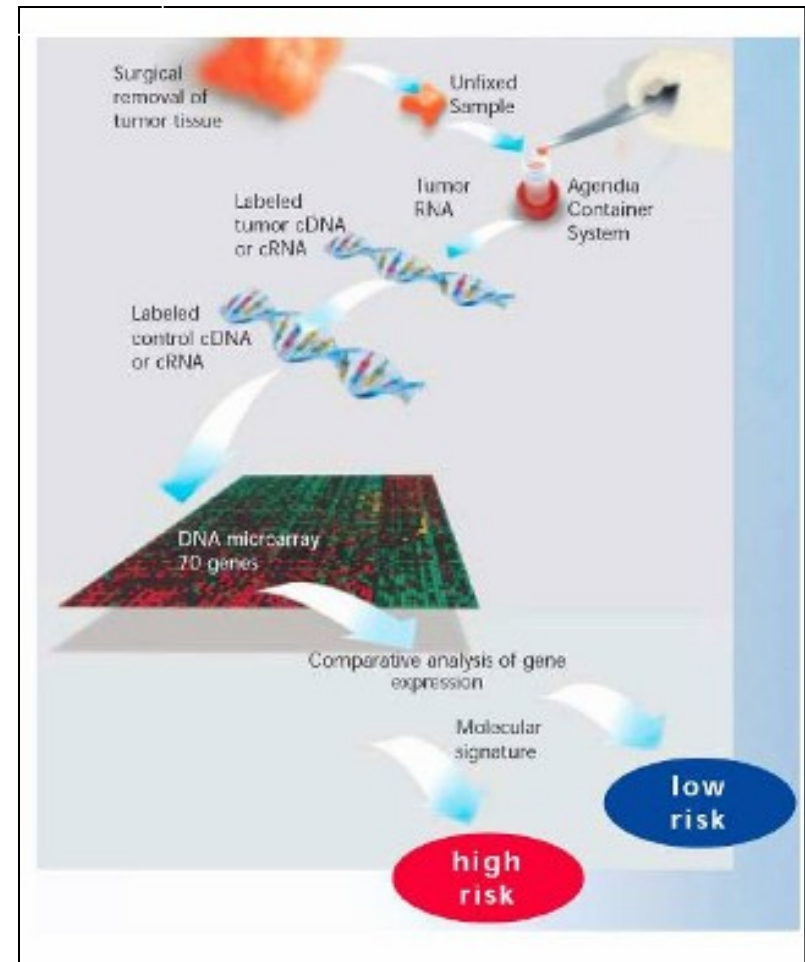 Surgical
removal of
tumor tissue
Unfixed
Sample
Tumor
RNA
Agendia
Container
System
Labeled
tumor cDNA
or cRNA
Labeled
control cDNA
or cRNA
DNA microarray
70 genes
Comparative analysis of gene
expression
Molecular
signature
low
risk
high
risk